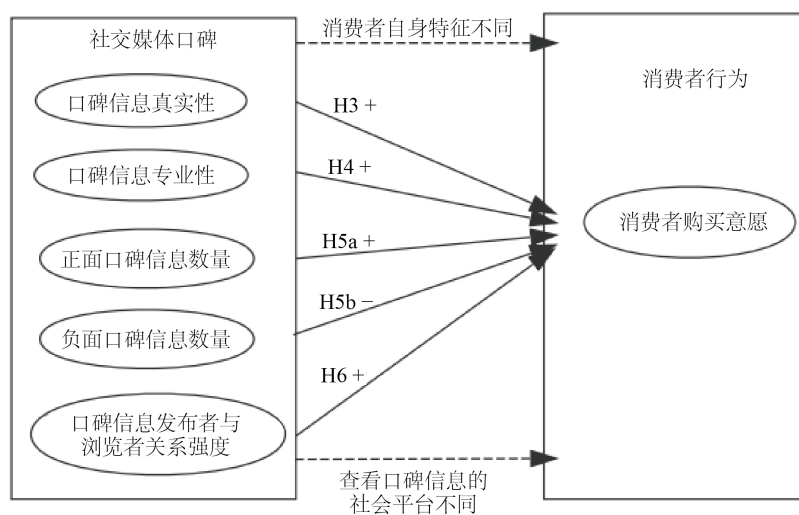 社交媒体口碑
口碑信息真实性
口碑信息专业性
正面口碑信息数量
负面口碑信息数量
口碑信息发布者与
浏览者关系强度
消费者自身特征不同
H3 +
H4 +
H5a +
H5b −
H6 +
查看口碑信息的
社会平台不同
消费者行为
消费者购买意愿